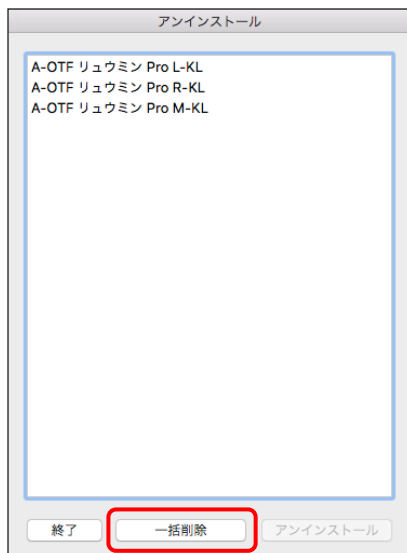 アンインストール
A-OTF リュウミン Pro L-KL
A-OTF リュウミン Pro R-KL
A-OTF リュウミン Pro M-KL
終了 一括削除 アンインストール